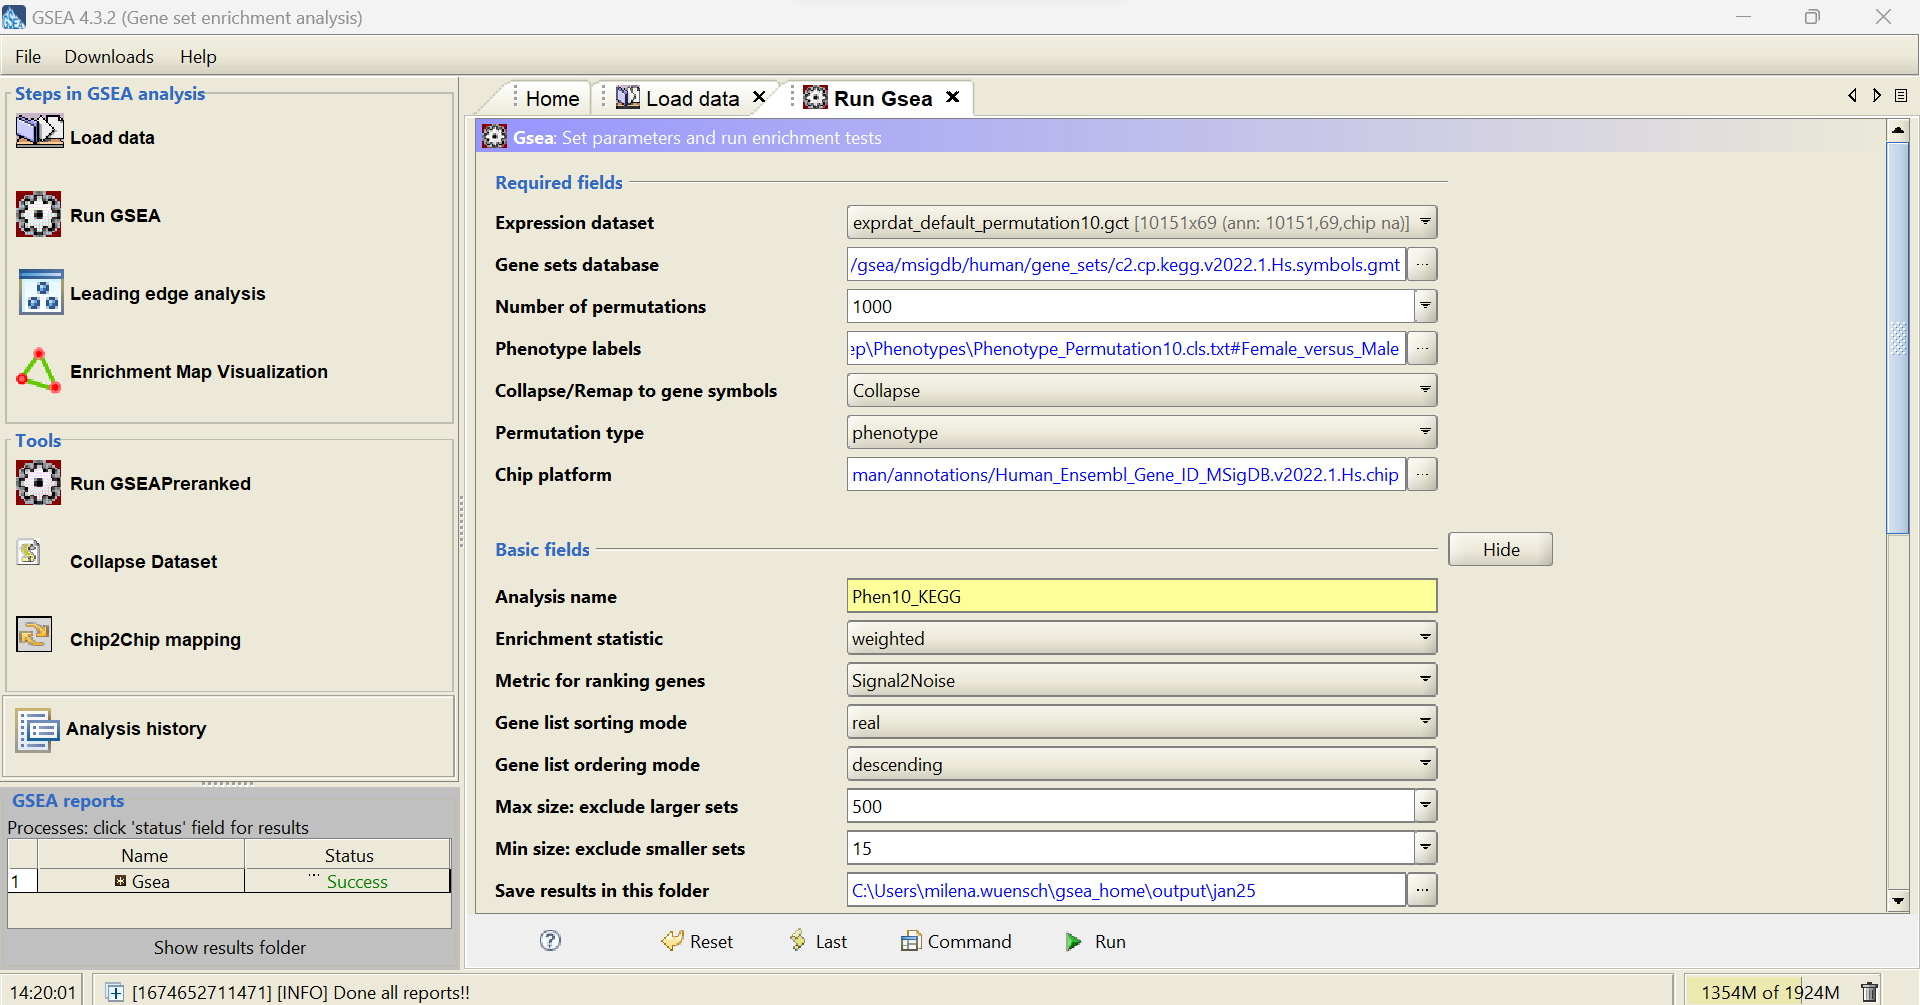 GSEA 4.3.2 (Gene set enrichment analysis)
File Downloads Help
Steps in GSEA analysis
Load data
Run GSEA
Leading edge analysis
Enrichment Map Visualization
Tools
Run GSEAPreranked
Collapse Dataset
Chip2Chip mapping
Analysis history
GSEA reports
Processes: click 'status' field for results
Name Status
1 Gsea ... Success
Show results folder
Home Load data Run Gsea
Gsea: Set parameters and run enrichment tests
Required fields
Expression dataset exprdat_default_permutation10.gct [10151x69 (ann: 10151,69,chip na)]
Gene sets database /gsea/msigdb/human/gene_sets/c2.cp.kegg.v2022.1.Hs.symbols.gmt ...
Number of permutations 1000
Phenotype labels ep\Phenotypes\Phenotype_Permutation10.cls.txt#Female_versus_Male ...
Collapse/Remap to gene symbols Collapse
Permutation type phenotype
Chip platform man/annotations/Human_Ensembl_Gene_ID_MSigDB.v2022.1.Hs.chip ...
Basic fields Hide
Analysis name Phen10_KEGG
Enrichment statistic weighted
Metric for ranking genes Signal2Noise
Gene list sorting mode real
Gene list ordering mode descending
Max size: exclude larger sets 500
Min size: exclude smaller sets 15
Save results in this folder C:\Users\milena.wuensch\gsea_home\output\jan25 ...
? Reset Last Command Run
14:20:01 [1674652711471] [INFO] Done all reports!! 1354M of 1924M